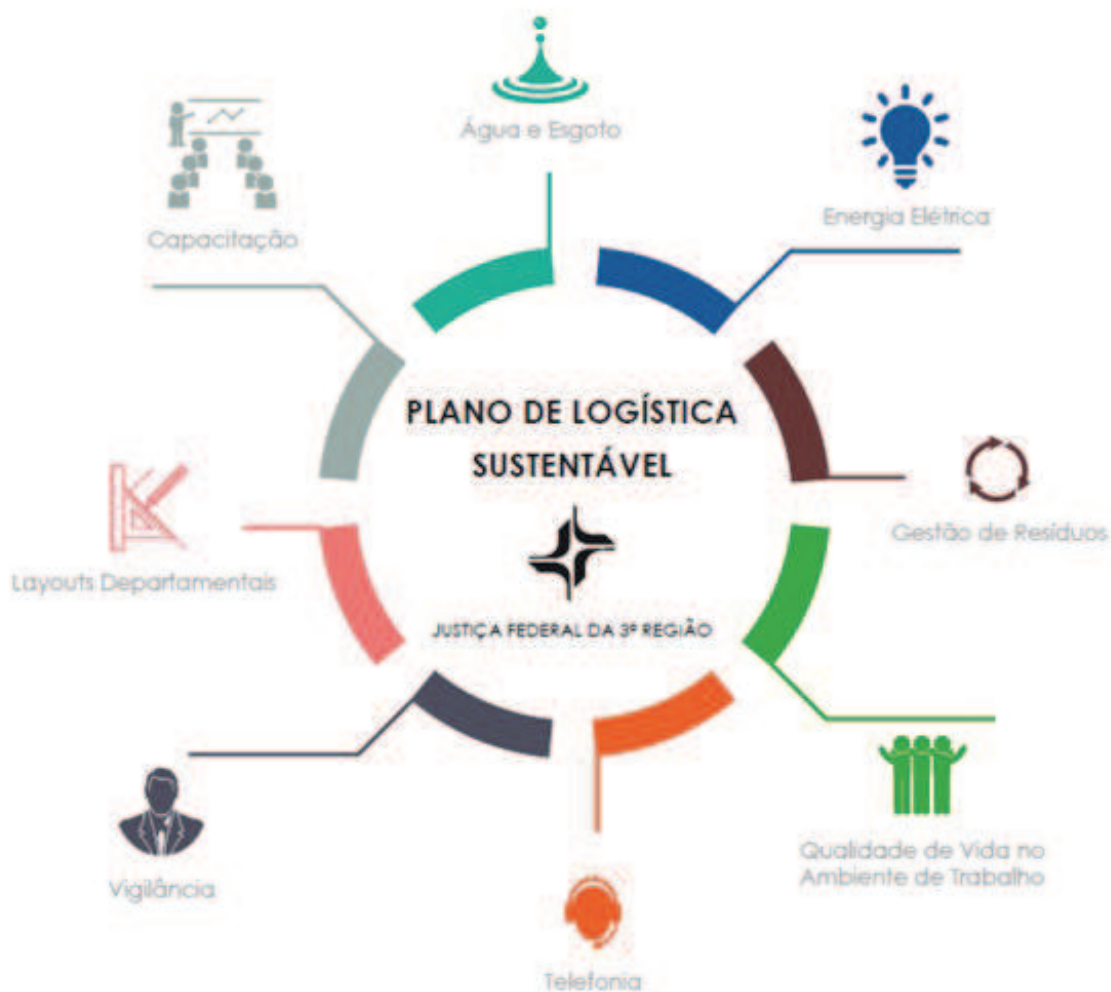 Água e Esgoto
Energia Elétrica
Capacitação
PLANO DE LOGÍSTICA
SUSTENTÁVEL
Gestão de Resíduos
Layouts Departamentais
JUSTIÇA FEDERAL DA 3ª REGIÃO
Qualidade de Vida no
Ambiente de Trabalho
Vigilância
Telefonia